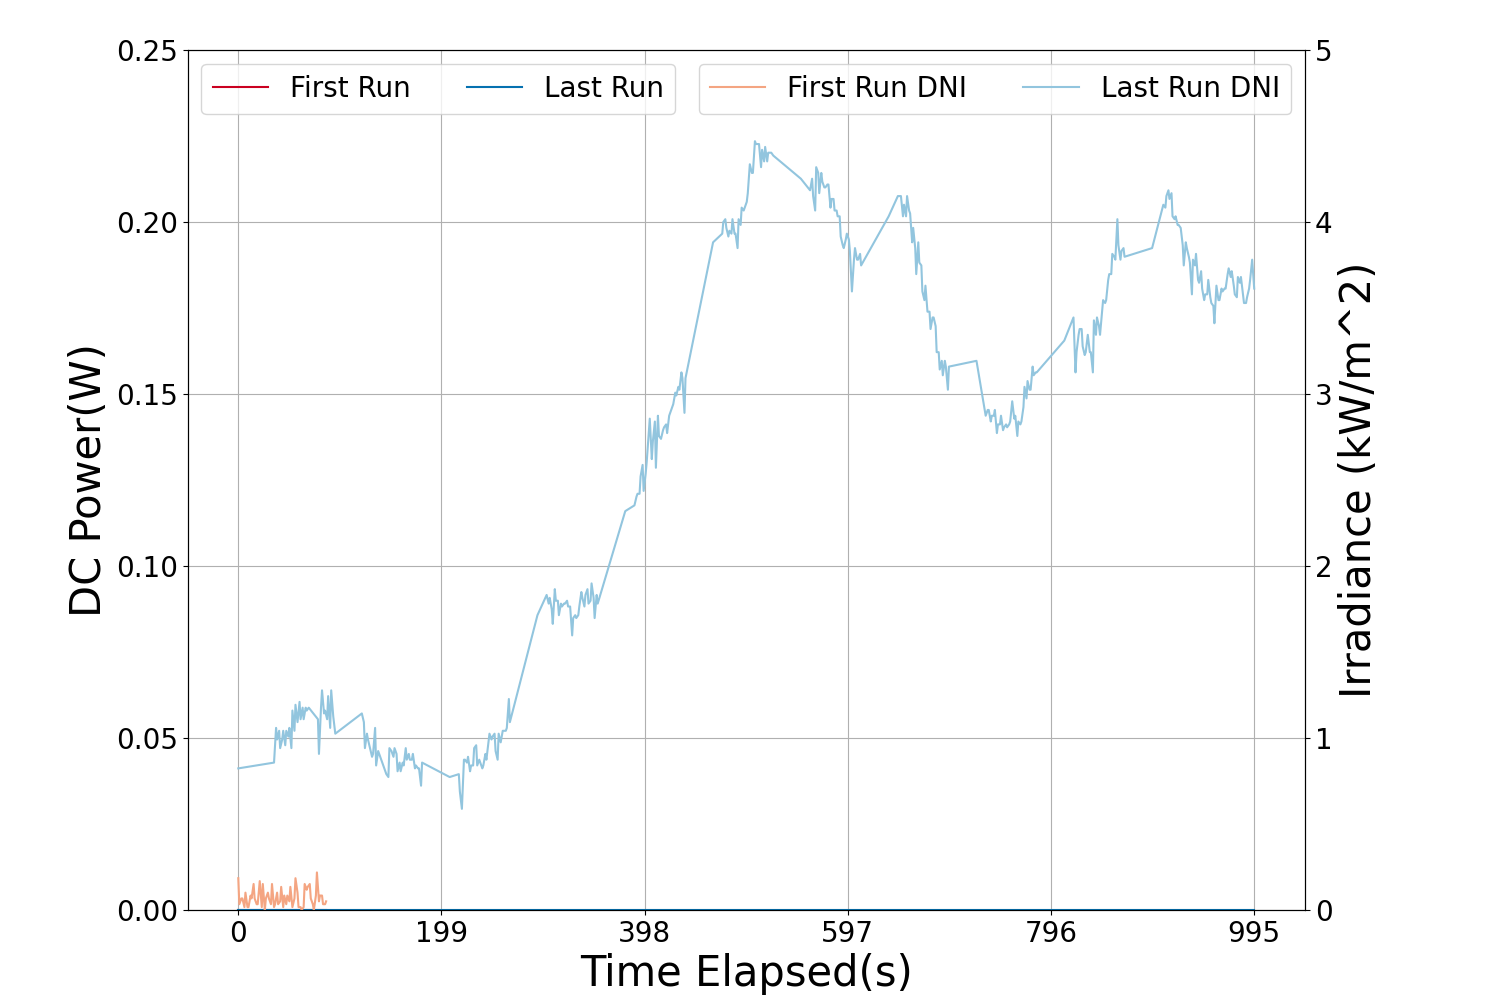 First Run
Last Run
First Run DNI
Last Run DNI
DC Power(W)
0.25
0.20
0.15
0.10
0.05
0.00
Irradiance (kW/m^2)
5
4
3
2
1
0
0 199 398 597 796 995
Time Elapsed(s)